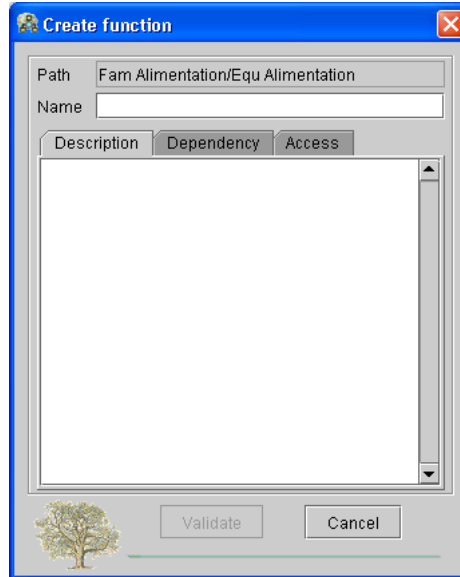 Create function
Path Fam Alimentation/Equ Alimentation
Name
Description Dependency Access
Validate Cancel